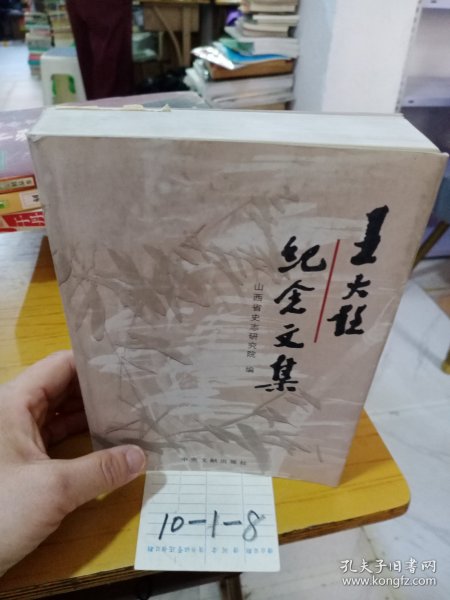 王大任
纪念文集
山西省史志研究院 编
中央文献出版社
10-1-8
孔夫子旧书网
www.kongfz.com